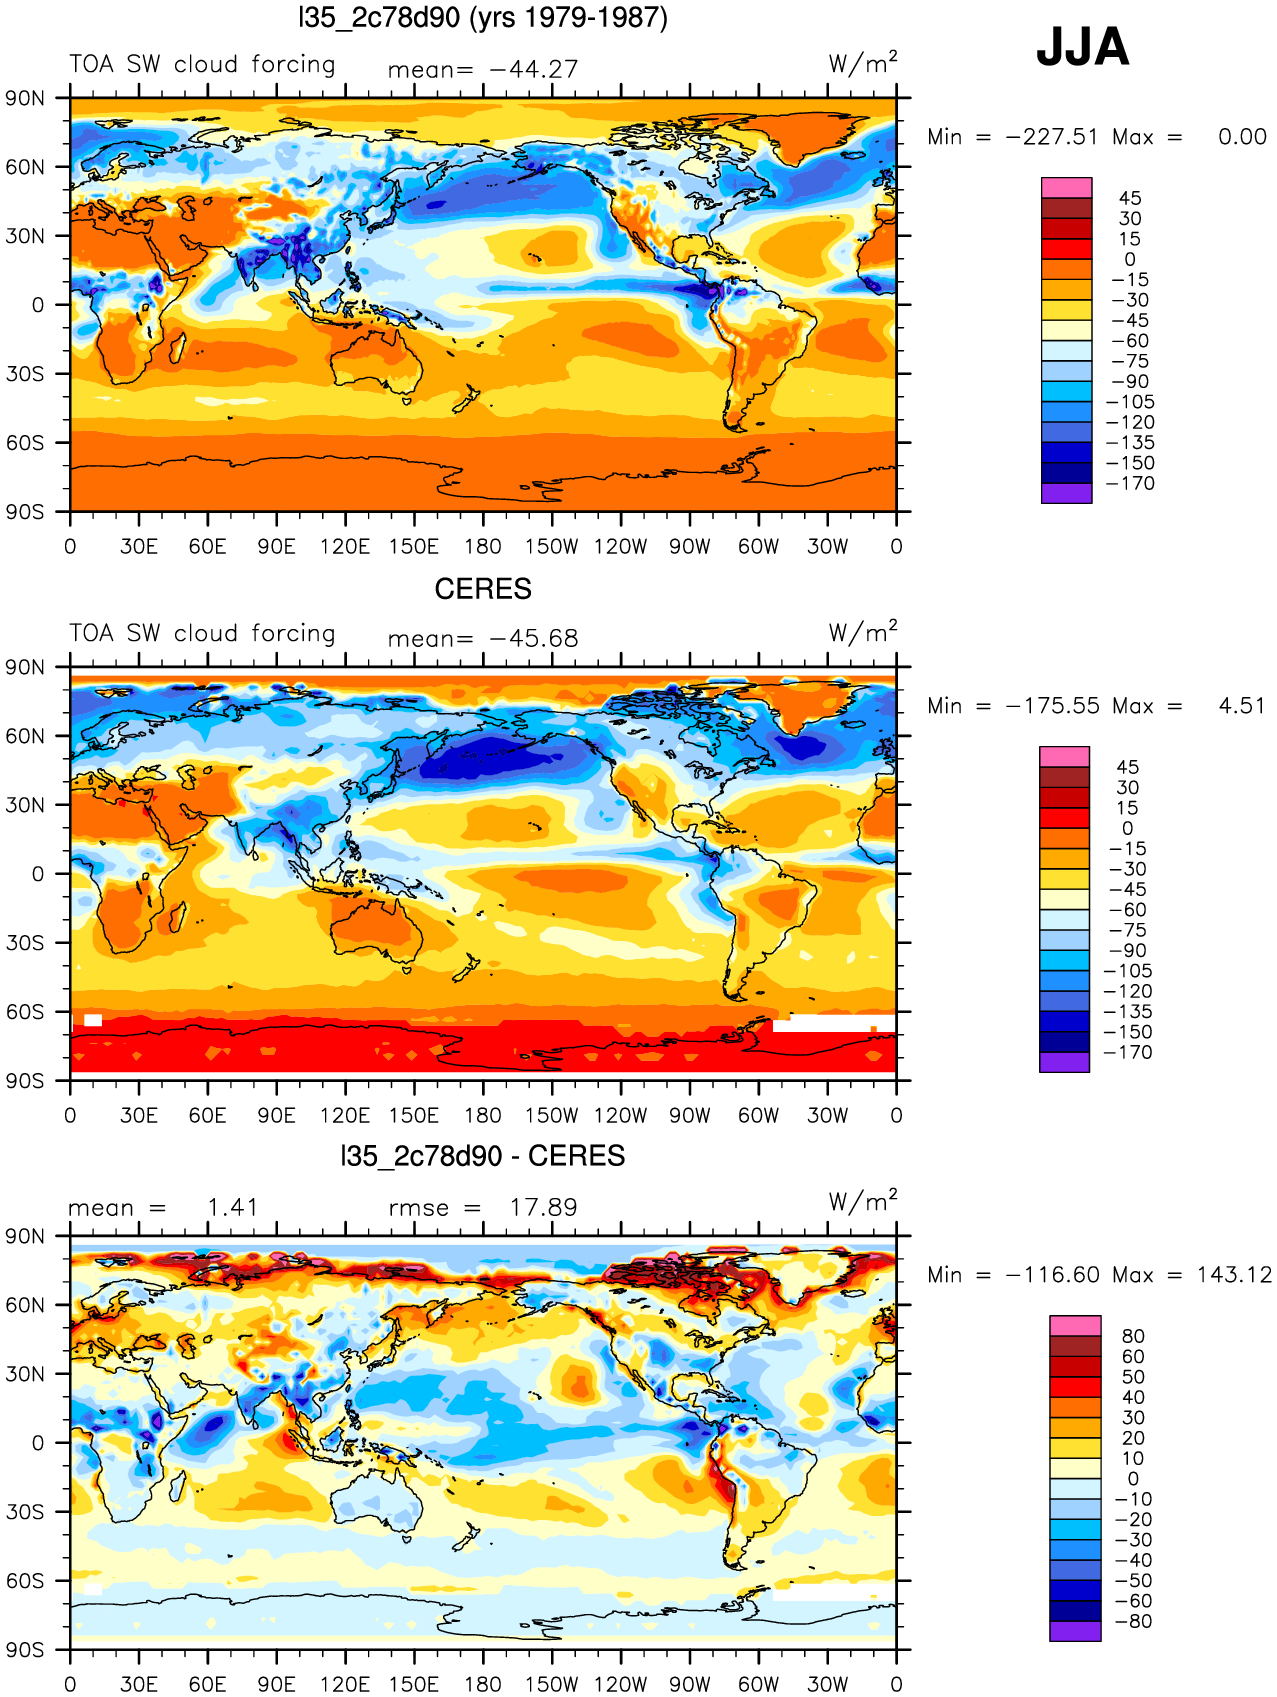 l35_2c78d90 (yrs 1979-1987)
JJA
TOA SW cloud forcing mean= −44.27 W/m²
Min = −227.51 Max = 0.00
90N
60N
30N
0
30S
60S
90S
0 30E 60E 90E 120E 150E 180 150W 120W 90W 60W 30W 0
45
30
15
0
−15
−30
−45
−60
−75
−90
−105
−120
−135
−150
−170
CERES
TOA SW cloud forcing mean= −45.68 W/m²
Min = −175.55 Max = 4.51
90N
60N
30N
0
30S
60S
90S
0 30E 60E 90E 120E 150E 180 150W 120W 90W 60W 30W 0
45
30
15
0
−15
−30
−45
−60
−75
−90
−105
−120
−135
−150
−170
l35_2c78d90 - CERES
mean = 1.41 rmse = 17.89 W/m²
Min = −116.60 Max = 143.12
90N
60N
30N
0
30S
60S
90S
0 30E 60E 90E 120E 150E 180 150W 120W 90W 60W 30W 0
80
60
50
40
30
20
10
0
−10
−20
−30
−40
−50
−60
−80